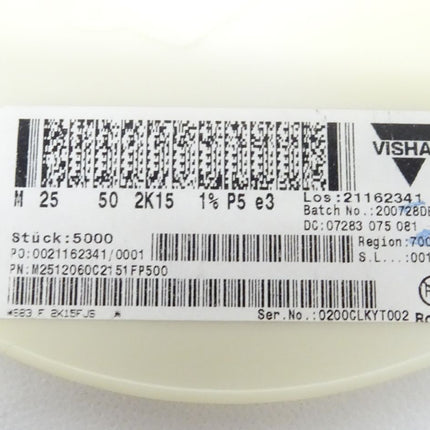 VISHA
M 25 50 2K15 1% P5 e3
Los:21162341
Batch No.:200728DE
DC:07283 075 081
Stück:5000
Region:700
PO:0021162341/0001
S.L...:001
PN:M2512060C2151FP500
Ser.No.:0200CLKYT002